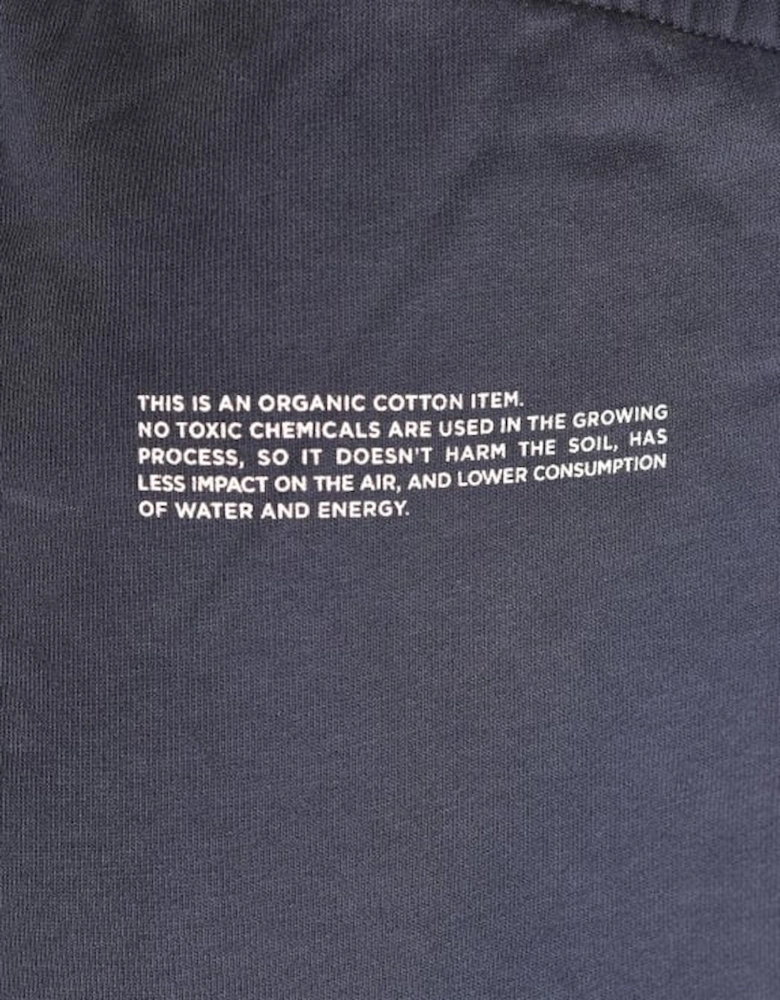 THIS IS AN ORGANIC COTTON ITEM.
NO TOXIC CHEMICALS ARE USED IN THE GROWING
PROCESS, SO IT DOESN'T HARM THE SOIL, HAS
LESS IMPACT ON THE AIR, AND LOWER CONSUMPTION
OF WATER AND ENERGY.